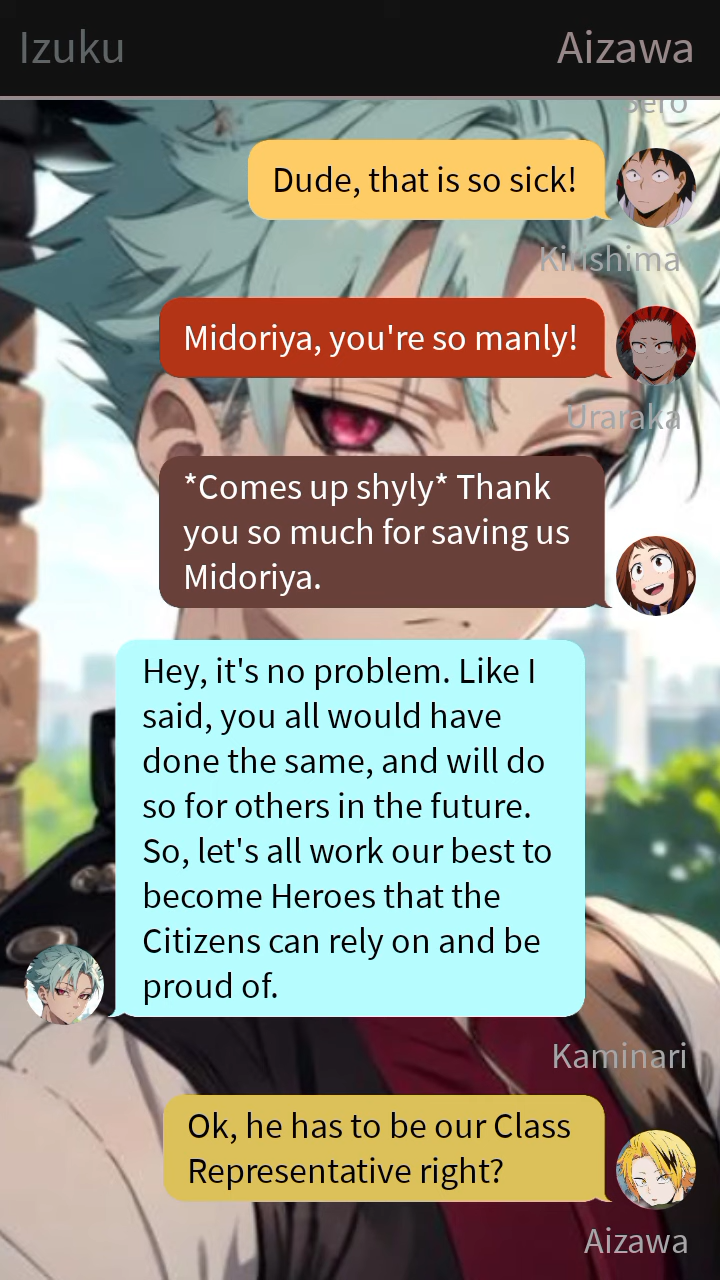 Izuku
Aizawa
Sero
Dude, that is so sick!
Kirishima
Midoriya, you're so manly!
Uraraka
*Comes up shyly* Thank
you so much for saving us
Midoriya.
Hey, it's no problem. Like I
said, you all would have
done the same, and will do
so for others in the future.
So, let's all work our best to
become Heroes that the
Citizens can rely on and be
proud of.
Kaminari
Ok, he has to be our Class
Representative right?
Aizawa